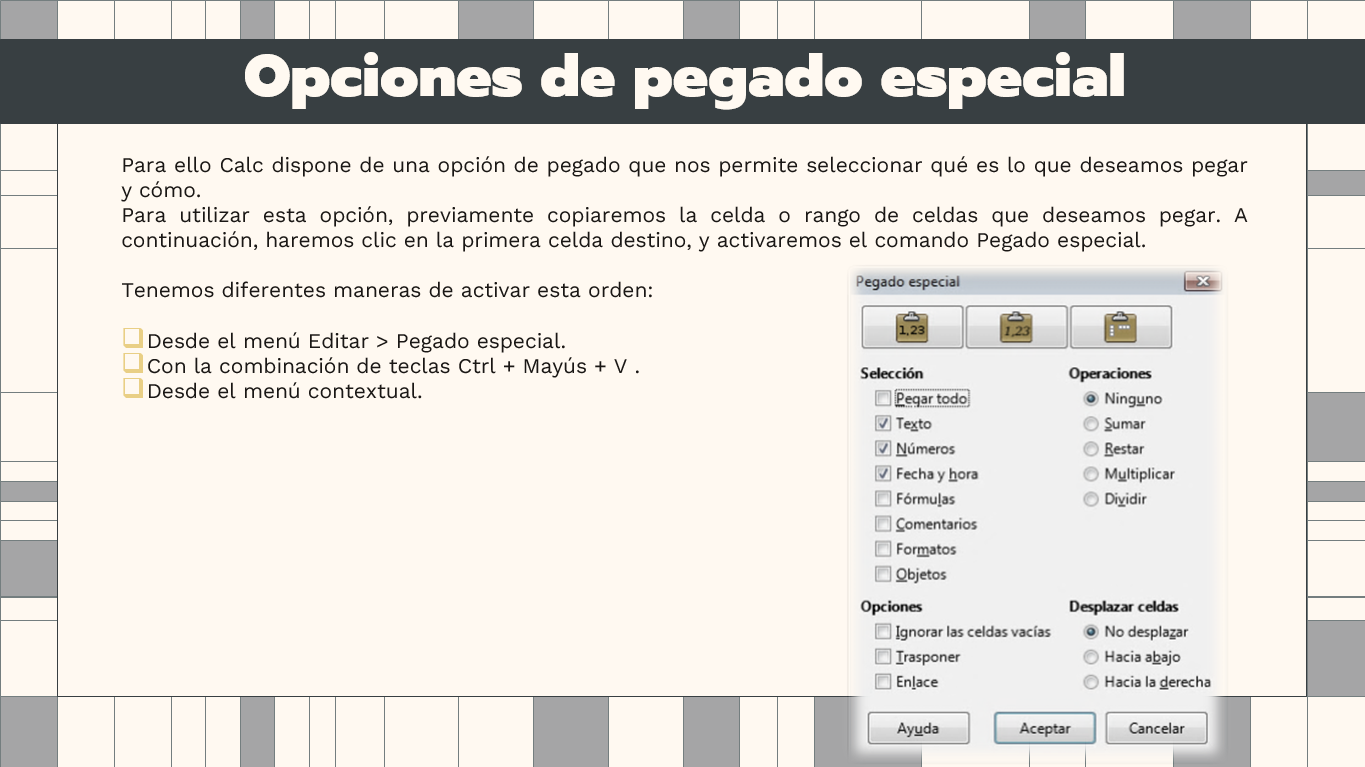 Opciones de pegado especial
Para ello Calc dispone de una opción de pegado que nos permite seleccionar qué es lo que deseamos pegar
y cómo.
Para utilizar esta opción, previamente copiaremos la celda o rango de celdas que deseamos pegar. A
continuación, haremos clic en la primera celda destino, y activaremos el comando Pegado especial.
Tenemos diferentes maneras de activar esta orden:
Desde el menú Editar > Pegado especial.
Con la combinación de teclas Ctrl + Mayús + V .
Desde el menú contextual.
Pegado especial
1,23 1,23
Selección Operaciones
Pegar todo Ninguno
Texto Sumar
Números Restar
Fecha y hora Multiplicar
Fórmulas Dividir
Comentarios
Formatos
Objetos
Opciones Desplazar celdas
Ignorar las celdas vacías No desplazar
Trasponer Hacia abajo
Enlace Hacia la derecha
Ayuda Aceptar Cancelar